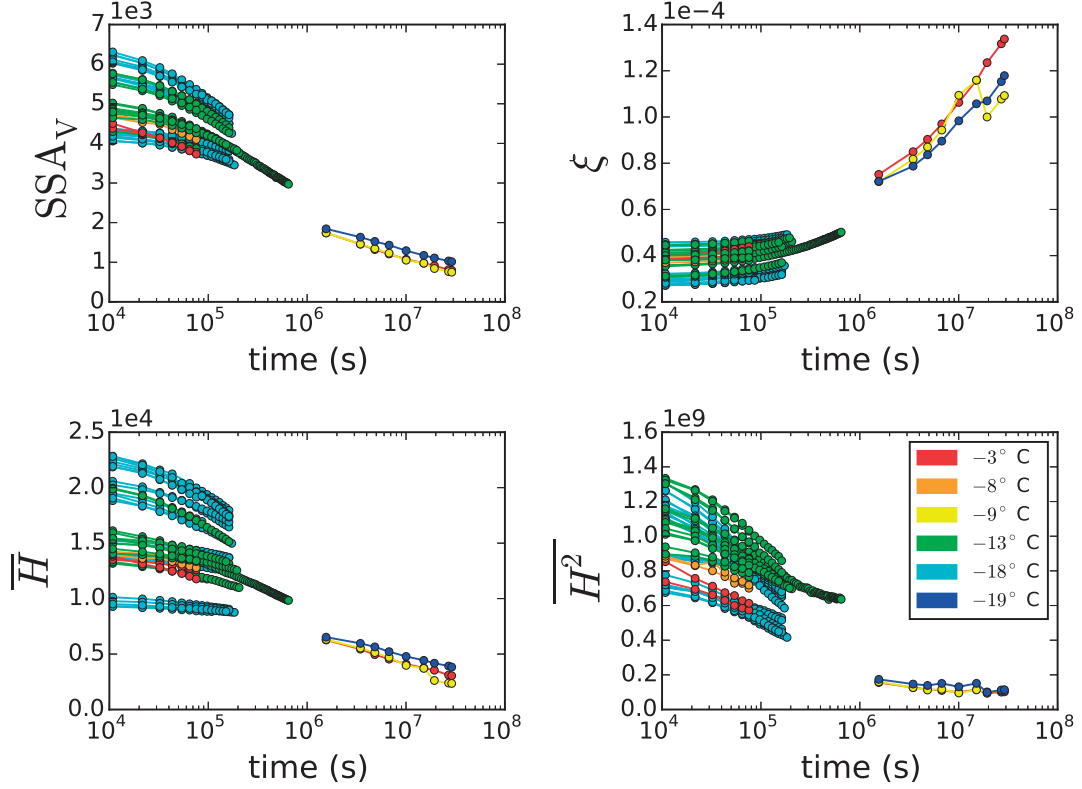 1e3
SSA_V
7
6
5
4
3
2
1
0
10^4 10^5 10^6 10^7 10^8
time (s)
1e−4
ξ
1.4
1.2
1.0
0.8
0.6
0.4
0.2
10^4 10^5 10^6 10^7 10^8
time (s)
1e4
H̅
2.5
2.0
1.5
1.0
0.5
0.0
10^4 10^5 10^6 10^7 10^8
time (s)
1e9
\overline{H^2}
1.6
1.4
1.2
1.0
0.8
0.6
0.4
0.2
0.0
10^4 10^5 10^6 10^7 10^8
time (s)
−3° C
−8° C
−9° C
−13° C
−18° C
−19° C